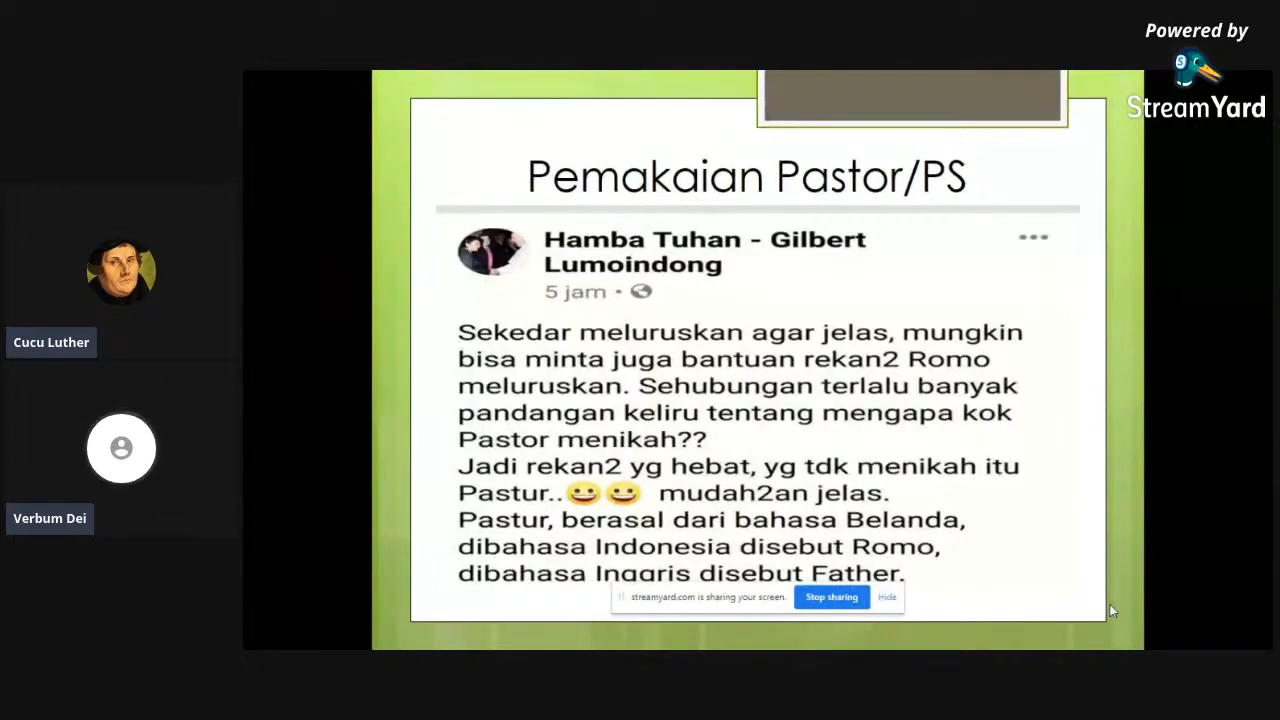 Powered by
StreamYard
Pemakaian Pastor/PS
Hamba Tuhan - Gilbert
Lumoindong
5 jam •
Sekedar meluruskan agar jelas, mungkin
bisa minta juga bantuan rekan2 Romo
meluruskan. Sehubungan terlalu banyak
pandangan keliru tentang mengapa kok
Pastor menikah??
Jadi rekan2 yg hebat, yg tdk menikah itu
Pastur..😀😀 mudah2an jelas.
Pastur, berasal dari bahasa Belanda,
dibahasa Indonesia disebut Romo,
dibahasa Inggris disebut Father.
streamyard.com is sharing your screen.
Stop sharing
Hide
Cucu Luther
Verbum Dei